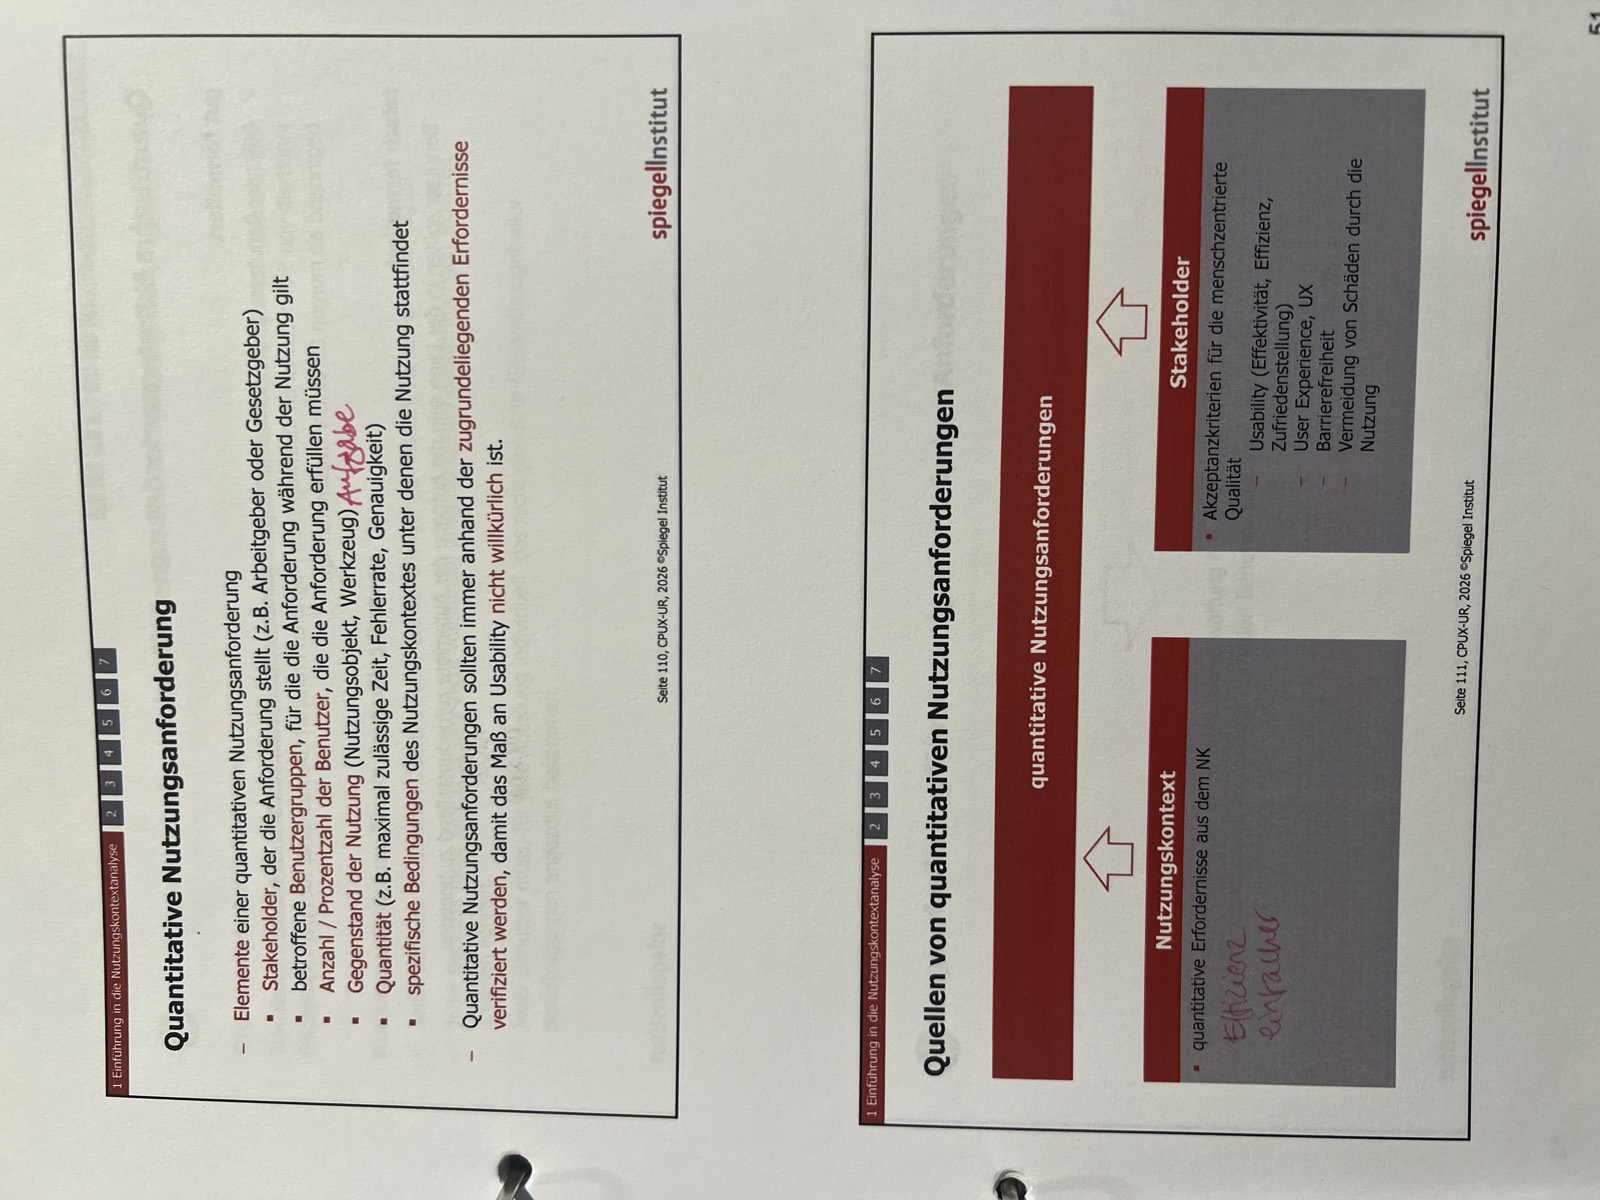 1 Einführung in die Nutzungskontextanalyse 2 3 4 5 6 7
Quantitative Nutzungsanforderung
– Elemente einer quantitativen Nutzungsanforderung
▪ Stakeholder, der die Anforderung stellt (z.B. Arbeitgeber oder Gesetzgeber)
▪ betroffene Benutzergruppen, für die die Anforderung während der Nutzung gilt
▪ Anzahl / Prozentzahl der Benutzer, die die Anforderung erfüllen müssen
▪ Gegenstand der Nutzung (Nutzungsobjekt, Werkzeug) Aufgabe
▪ Quantität (z.B. maximal zulässige Zeit, Fehlerrate, Genauigkeit)
▪ spezifische Bedingungen des Nutzungskontextes unter denen die Nutzung stattfindet
– Quantitative Nutzungsanforderungen sollten immer anhand der zugrundeliegenden Erfordernisse
verifiziert werden, damit das Maß an Usability nicht willkürlich ist.
Seite 110, CPUX-UR, 2026 ©Spiegel Institut
spiegelInstitut
1 Einführung in die Nutzungskontextanalyse 2 3 4 5 6 7
Quellen von quantitativen Nutzungsanforderungen
quantitative Nutzungsanforderungen
Nutzungskontext
▪ quantitative Erfordernisse aus dem NK
Effizienz
einfacher
Stakeholder
▪ Akzeptanzkriterien für die menschzentrierte
Qualität
– Usability (Effektivität, Effizienz,
Zufriedenstellung)
– User Experience, UX
– Barrierefreiheit
– Vermeidung von Schäden durch die
Nutzung
Seite 111, CPUX-UR, 2026 ©Spiegel Institut
spiegelInstitut
51